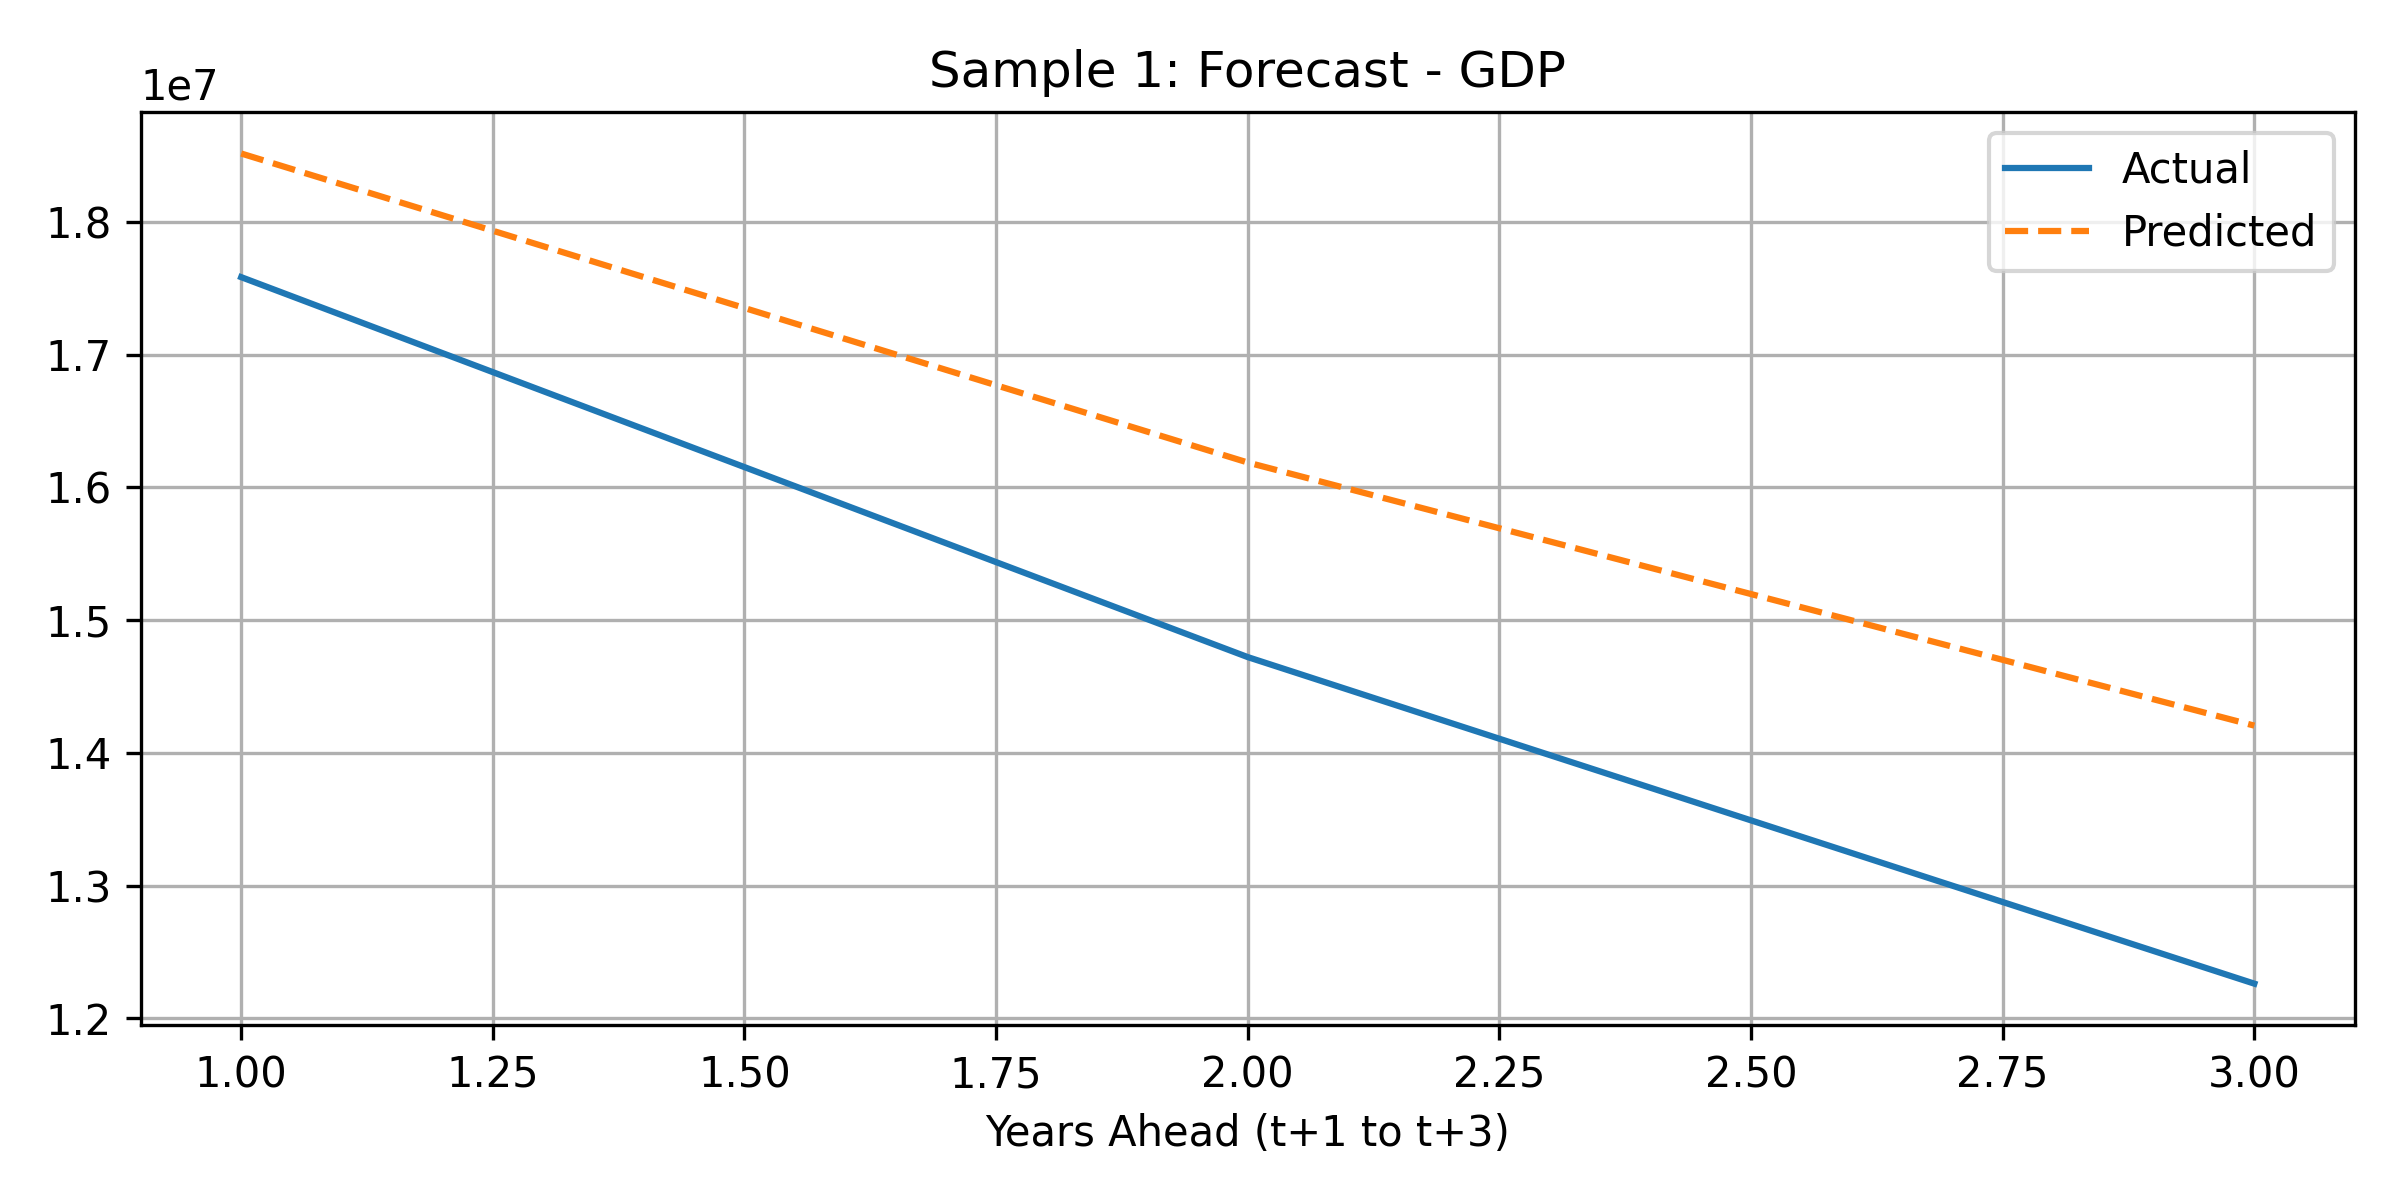 Sample 1: Forecast - GDP
1e7
Actual
Predicted
1.8
1.7
1.6
1.5
1.4
1.3
1.2
1.00 1.25 1.50 1.75 2.00 2.25 2.50 2.75 3.00
Years Ahead (t+1 to t+3)